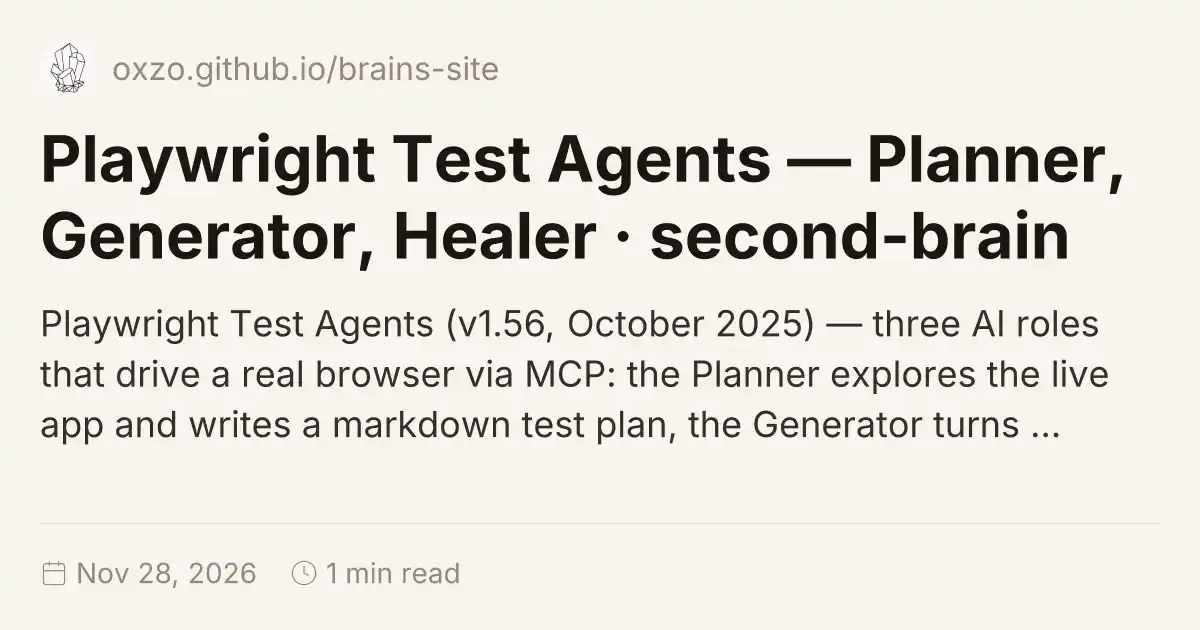 oxzo.github.io/brains-site
Playwright Test Agents — Planner,
Generator, Healer · second-brain
Playwright Test Agents (v1.56, October 2025) — three AI roles
that drive a real browser via MCP: the Planner explores the live
app and writes a markdown test plan, the Generator turns ...
Nov 28, 2026 1 min read